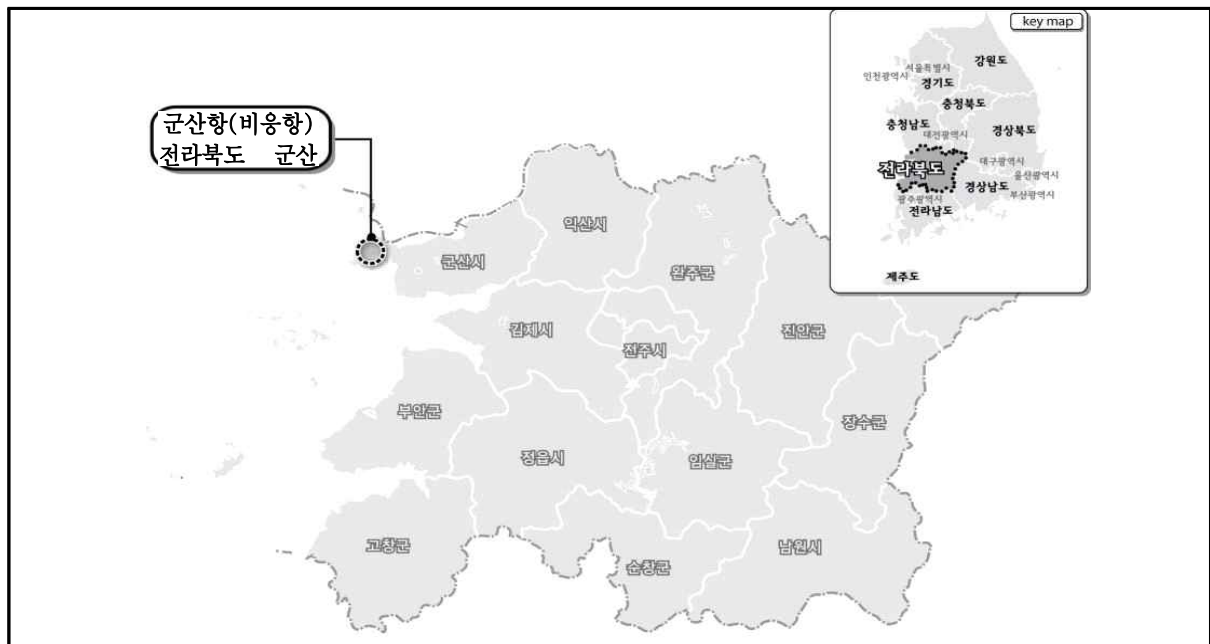 key map
강원도
서울특별시
인천광역시
경기도
충청북도
충청남도
대전광역시
경상북도
전라북도
대구광역시
울산광역시
경상남도
부산광역시
광주광역시
전라남도
제주도
군산항(비응항)
전라북도 군산
익산시
군산시
완주군
김제시
전주시
진안군
부안군
장수군
정읍시
임실군
고창군
남원시
순창군